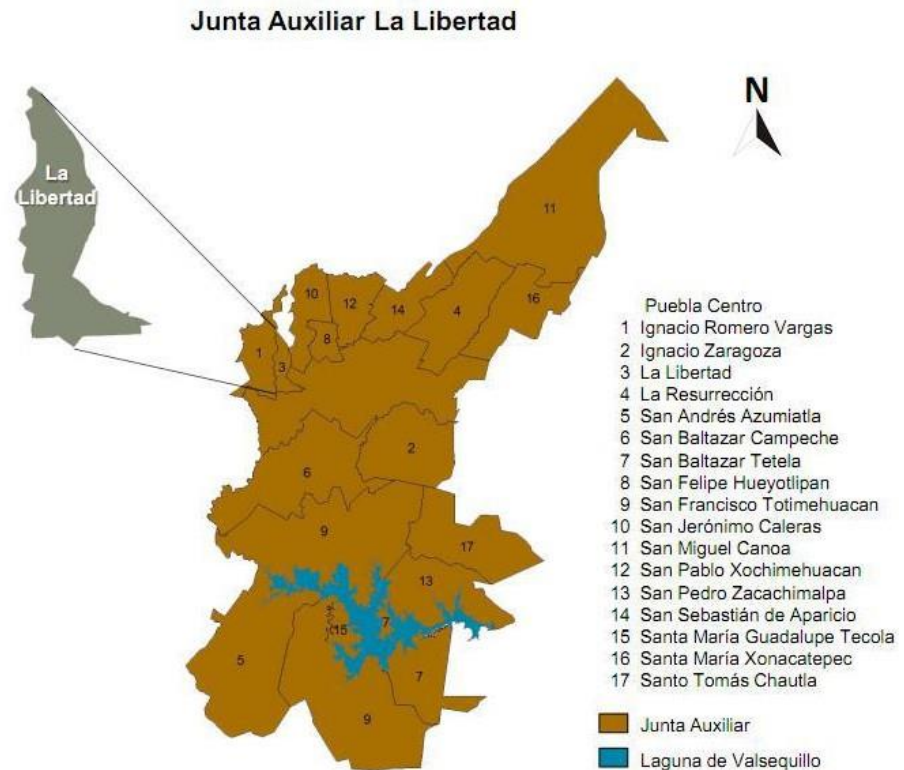 Junta Auxiliar La Libertad
N
La
Libertad
11
10
12
14
4
16
8
1
3
2
6
9
17
13
15
7
5
7
9
Puebla Centro
1 Ignacio Romero Vargas
2 Ignacio Zaragoza
3 La Libertad
4 La Resurrección
5 San Andrés Azumiatla
6 San Baltazar Campeche
7 San Baltazar Tetela
8 San Felipe Hueyotlipan
9 San Francisco Totimehuacan
10 San Jerónimo Caleras
11 San Miguel Canoa
12 San Pablo Xochimehuacan
13 San Pedro Zacachimalpa
14 San Sebastián de Aparicio
15 Santa María Guadalupe Tecola
16 Santa María Xonacatepec
17 Santo Tomás Chautla
Junta Auxiliar
Laguna de Valsequillo